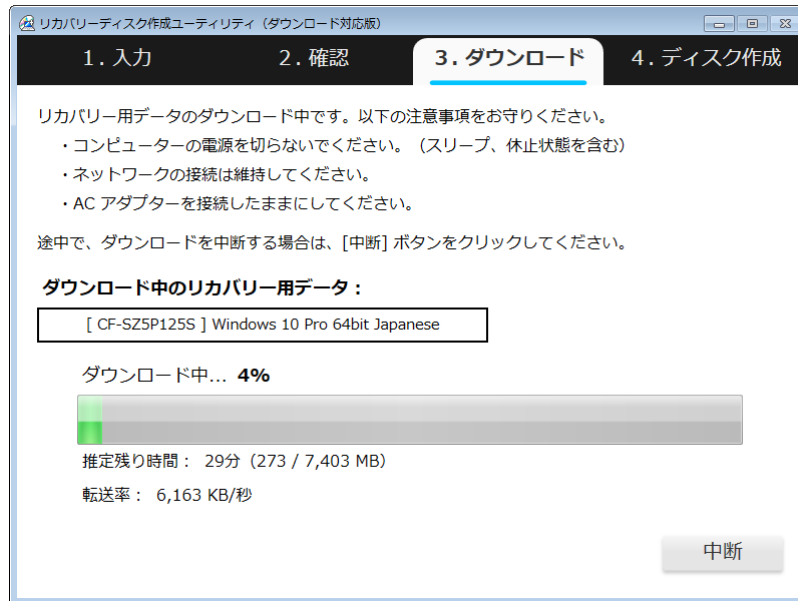 リカバリーディスク作成ユーティリティ（ダウンロード対応版）
1．入力 2．確認 3．ダウンロード 4．ディスク作成
リカバリー用データのダウンロード中です。以下の注意事項をお守りください。
・コンピューターの電源を切らないでください。（スリープ、休止状態を含む）
・ネットワークの接続は維持してください。
・AC アダプターを接続したままにしてください。
途中で、ダウンロードを中断する場合は、[中断] ボタンをクリックしてください。
ダウンロード中のリカバリー用データ：
[ CF-SZ5P125S ] Windows 10 Pro 64bit Japanese
ダウンロード中... 4%
推定残り時間： 29分（273 / 7,403 MB）
転送率： 6,163 KB/秒
中断